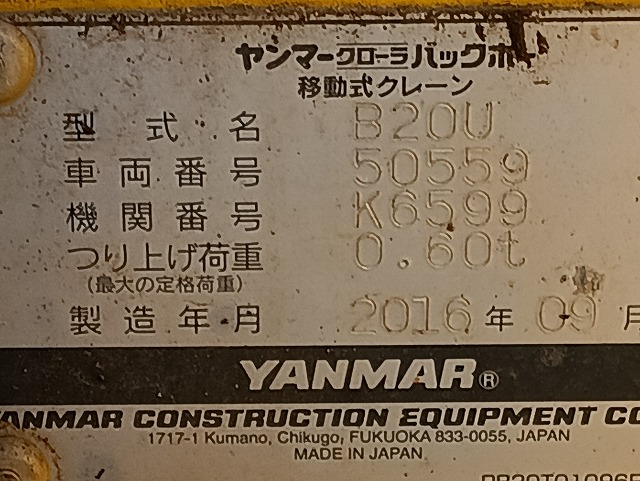 ヤンマークローラバックホー
移動式クレーン
型式名 B20U
車両番号 50559
機関番号 K6599
つり上げ荷重 0.60t
(最大の定格荷重)
製造年月 2016年09月
YANMAR®
YANMAR CONSTRUCTION EQUIPMENT CO
1717-1 Kumano, Chikugo, FUKUOKA 833-0055, JAPAN
MADE IN JAPAN